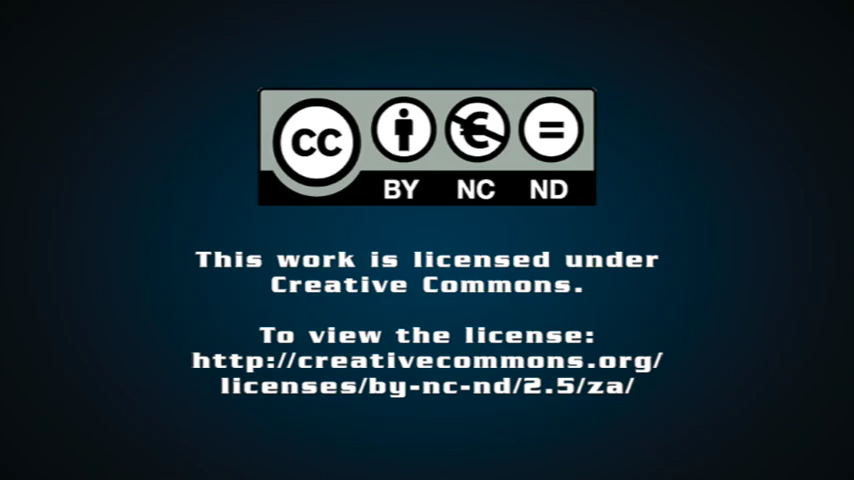 cc
BY NC ND
This work is licensed under
Creative Commons.
To view the license:
http://creativecommons.org/
licenses/by-nc-nd/2.5/za/